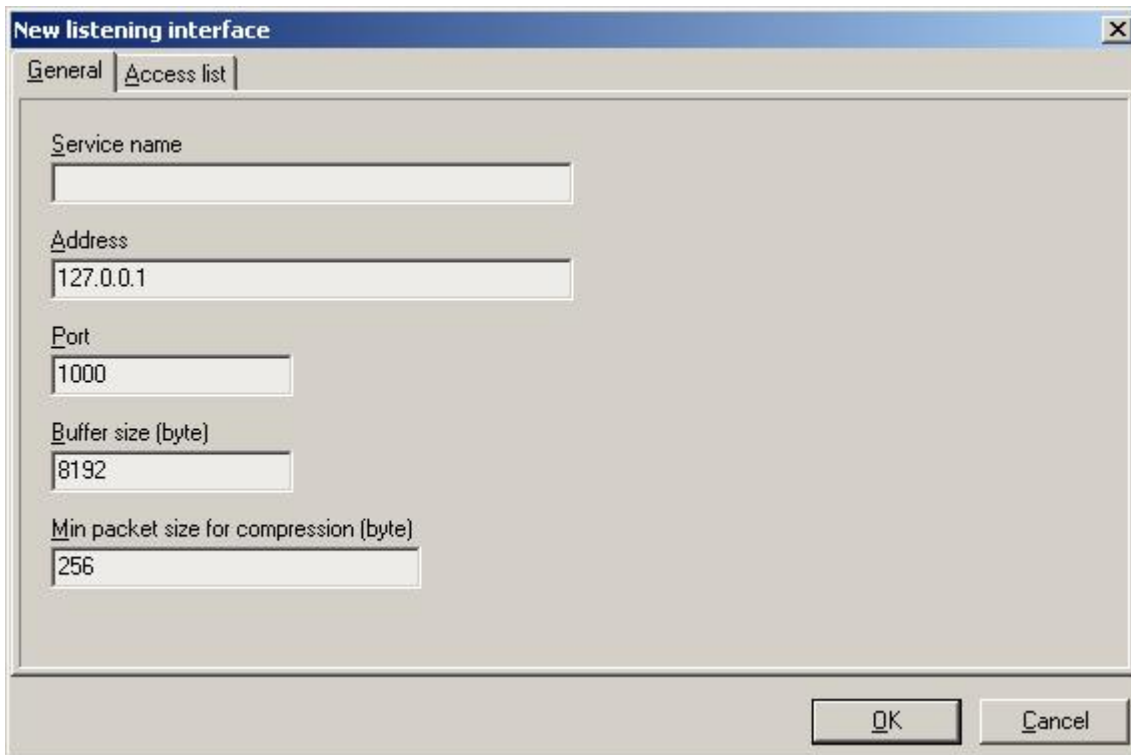 New listening interface
General Access list
Service name
Address
127.0.0.1
Port
1000
Buffer size (byte)
8192
Min packet size for compression (byte)
256
OK Cancel